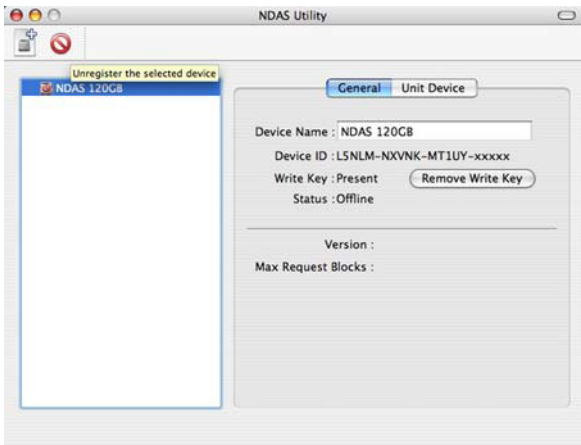 NDAS Utility
Unregister the selected device
NDAS 120GB
General Unit Device
Device Name : NDAS 120GB
Device ID :L5NLM-NXVNK-MT1UY-xxxxx
Write Key :Present Remove Write Key
Status :Offline
Version :
Max Request Blocks :